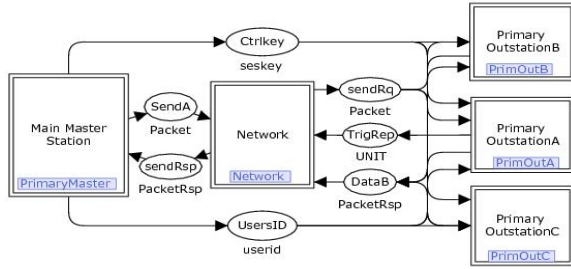 Ctrlkey
seskey
Primary
OutstationB
PrimOutB
Main Master
Station
PrimaryMaster
SendA
Packet
sendRsp
PacketRsp
Network
Network
sendRq
Packet
TrigRep
UNIT
DataB
PacketRsp
Primary
OutstationA
PrimOutA
UsersID
userid
Primary
OutstationC
PrimOutC